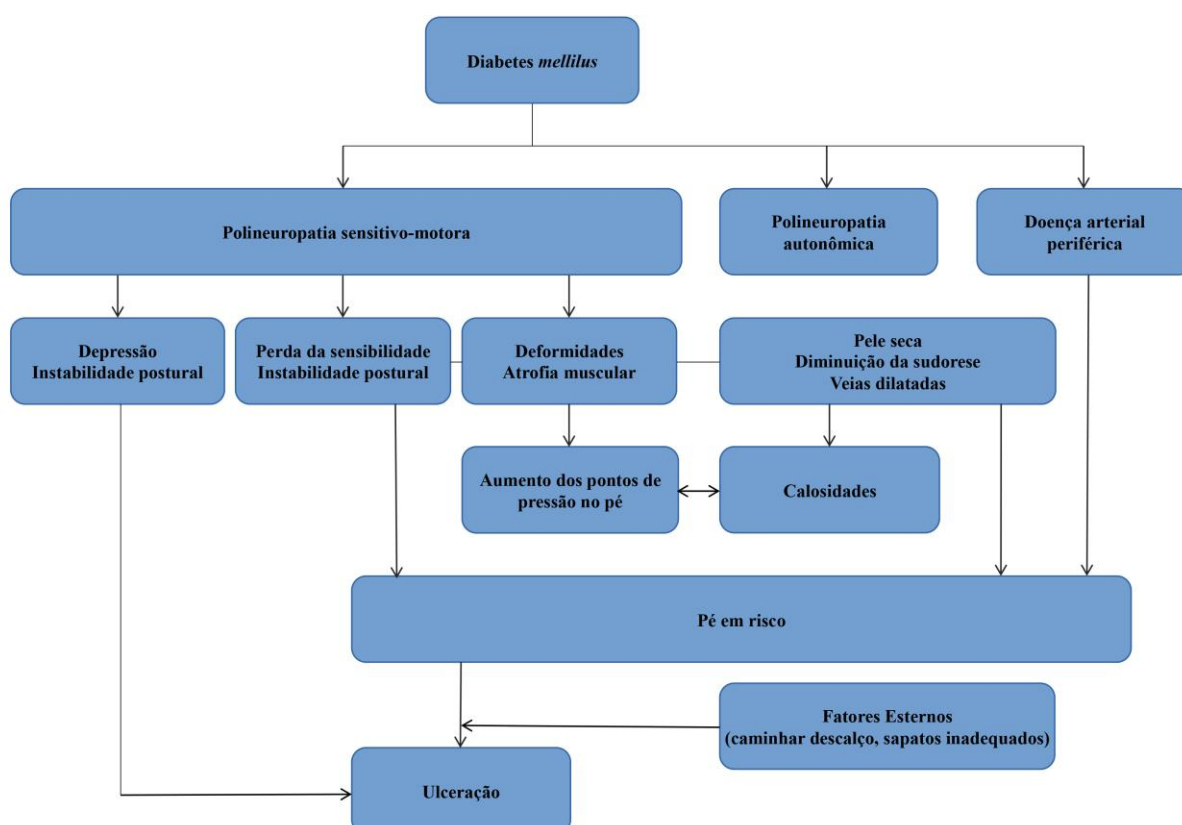 Diabetes mellilus
Polineuropatia sensitivo-motora
Polineuropatia
autonômica
Doença arterial
periférica
Depressão
Instabilidade postural
Perda da sensibilidade
Instabilidade postural
Deformidades
Atrofia muscular
Pele seca
Diminuição da sudorese
Veias dilatadas
Aumento dos pontos de
pressão no pé
Calosidades
Pé em risco
Fatores Esternos
(caminhar descalço, sapatos inadequados)
Ulceração